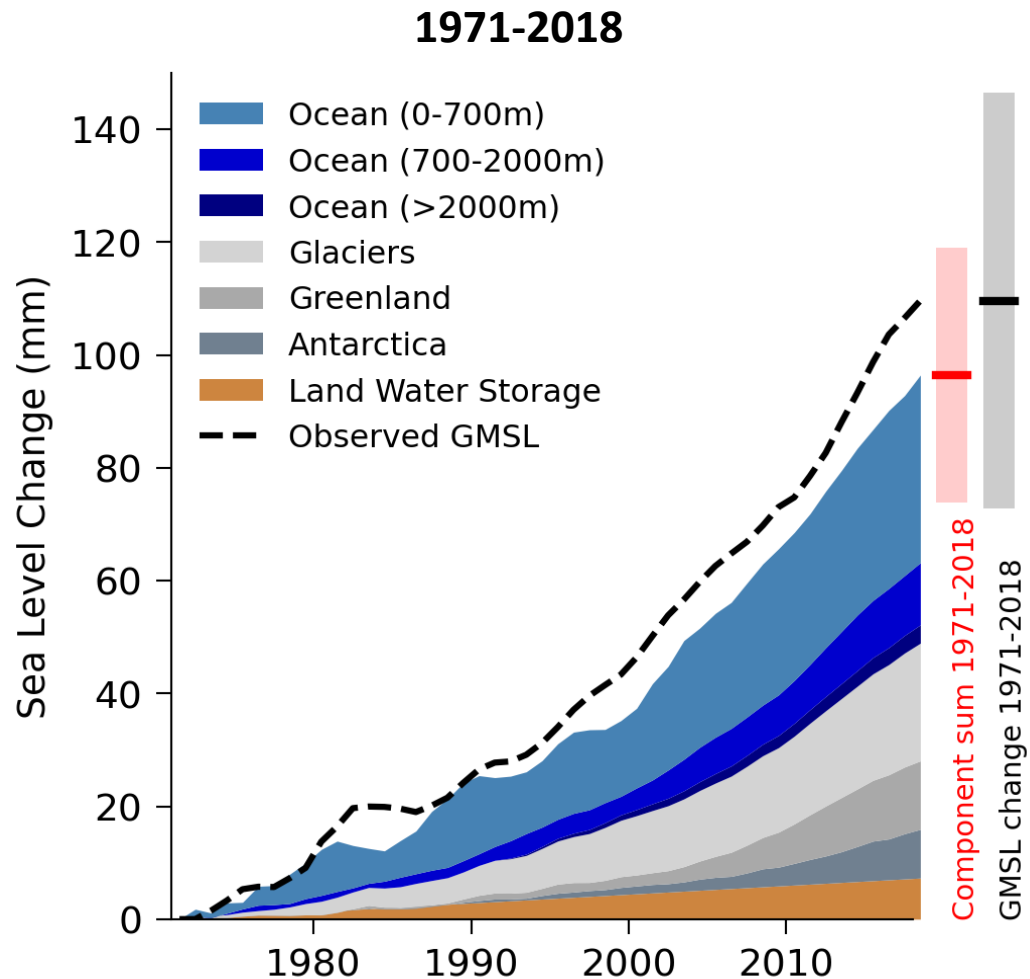 1971-2018
Ocean (0-700m)
Ocean (700-2000m)
Ocean (>2000m)
Glaciers
Greenland
Antarctica
Land Water Storage
Observed GMSL
Sea Level Change (mm)
140
120
100
80
60
40
20
0
1980
1990
2000
2010
Component sum 1971-2018
GMSL change 1971-2018